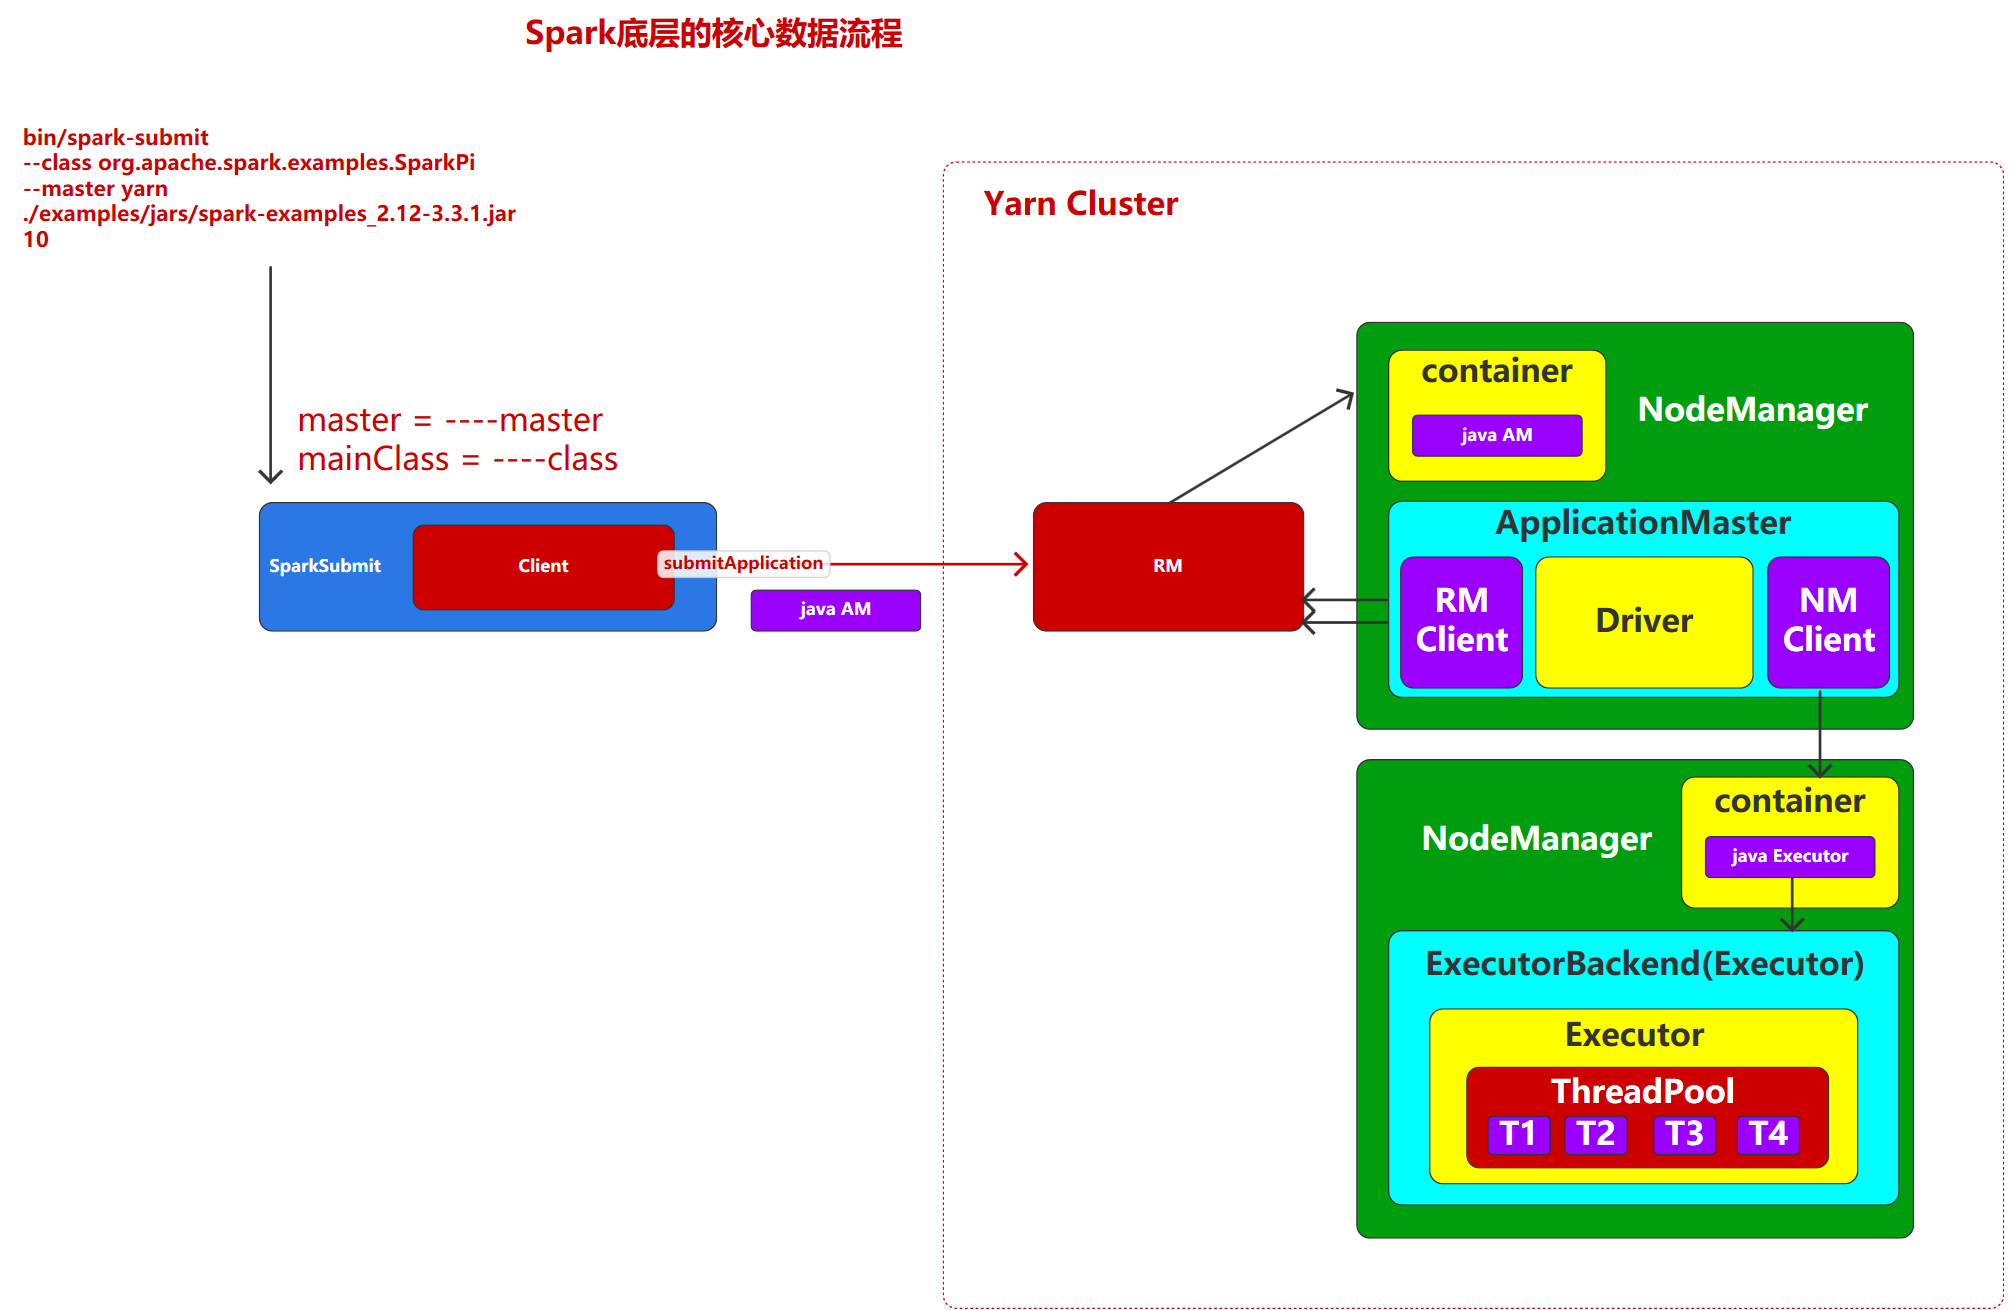 Spark底层的核心数据流程
bin/spark-submit
--class org.apache.spark.examples.SparkPi
--master yarn
./examples/jars/spark-examples_2.12-3.3.1.jar
10
master = ----master
mainClass = ----class
SparkSubmit
Client
submitApplication
java AM
Yarn Cluster
RM
container
java AM
NodeManager
ApplicationMaster
RM
Client
Driver
NM
Client
NodeManager
container
java Executor
ExecutorBackend(Executor)
Executor
ThreadPool
T1 T2 T3 T4